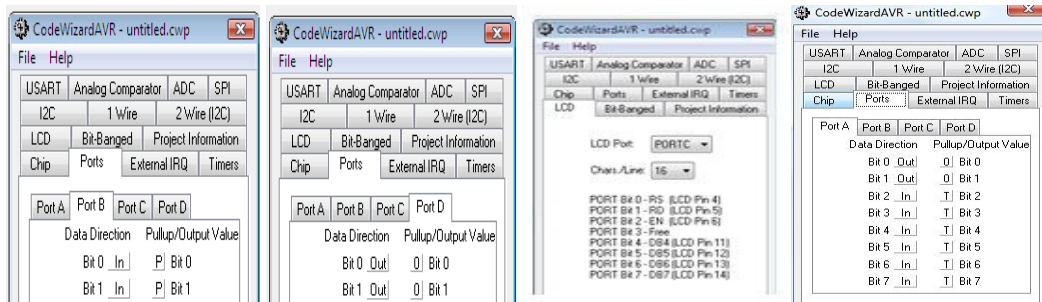 CodeWizardAVR - untitled.cwp
File Help
USART Analog Comparator ADC SPI
I2C 1 Wire 2 Wire (I2C)
LCD Bit-Banged Project Information
Chip Ports External IRQ Timers
Port A Port B Port C Port D
Data Direction Pullup/Output Value
Bit 0 In P Bit 0
Bit 1 In P Bit 1
CodeWizardAVR - untitled.cwp
File Help
USART Analog Comparator ADC SPI
I2C 1 Wire 2 Wire (I2C)
LCD Bit-Banged Project Information
Chip Ports External IRQ Timers
Port A Port B Port C Port D
Data Direction Pullup/Output Value
Bit 0 Out 0 Bit 0
Bit 1 Out 0 Bit 1
CodeWizardAVR - untitled.cwp
File Help
USART Analog Comparator ADC SPI
I2C 1 Wire 2 Wire (I2C)
Chip Ports External IRQ Timers
LCD Bit-Banged Project Information
LCD Port: PORTC
Chars./Line: 16
PORT Bit 0 - RS (LCD Pin 4)
PORT Bit 1 - RD (LCD Pin 5)
PORT Bit 2 - EN (LCD Pin 6)
PORT Bit 3 - Free
PORT Bit 4 - DB4 (LCD Pin 11)
PORT Bit 5 - DB5 (LCD Pin 12)
PORT Bit 6 - DB6 (LCD Pin 13)
PORT Bit 7 - DB7 (LCD Pin 14)
CodeWizardAVR - untitled.cwp
File Help
USART Analog Comparator ADC SPI
I2C 1 Wire 2 Wire (I2C)
LCD Bit-Banged Project Information
Chip Ports External IRQ Timers
Port A Port B Port C Port D
Data Direction Pullup/Output Value
Bit 0 Out 0 Bit 0
Bit 1 Out 0 Bit 1
Bit 2 In T Bit 2
Bit 3 In T Bit 3
Bit 4 In T Bit 4
Bit 5 In T Bit 5
Bit 6 In T Bit 6
Bit 7 In T Bit 7